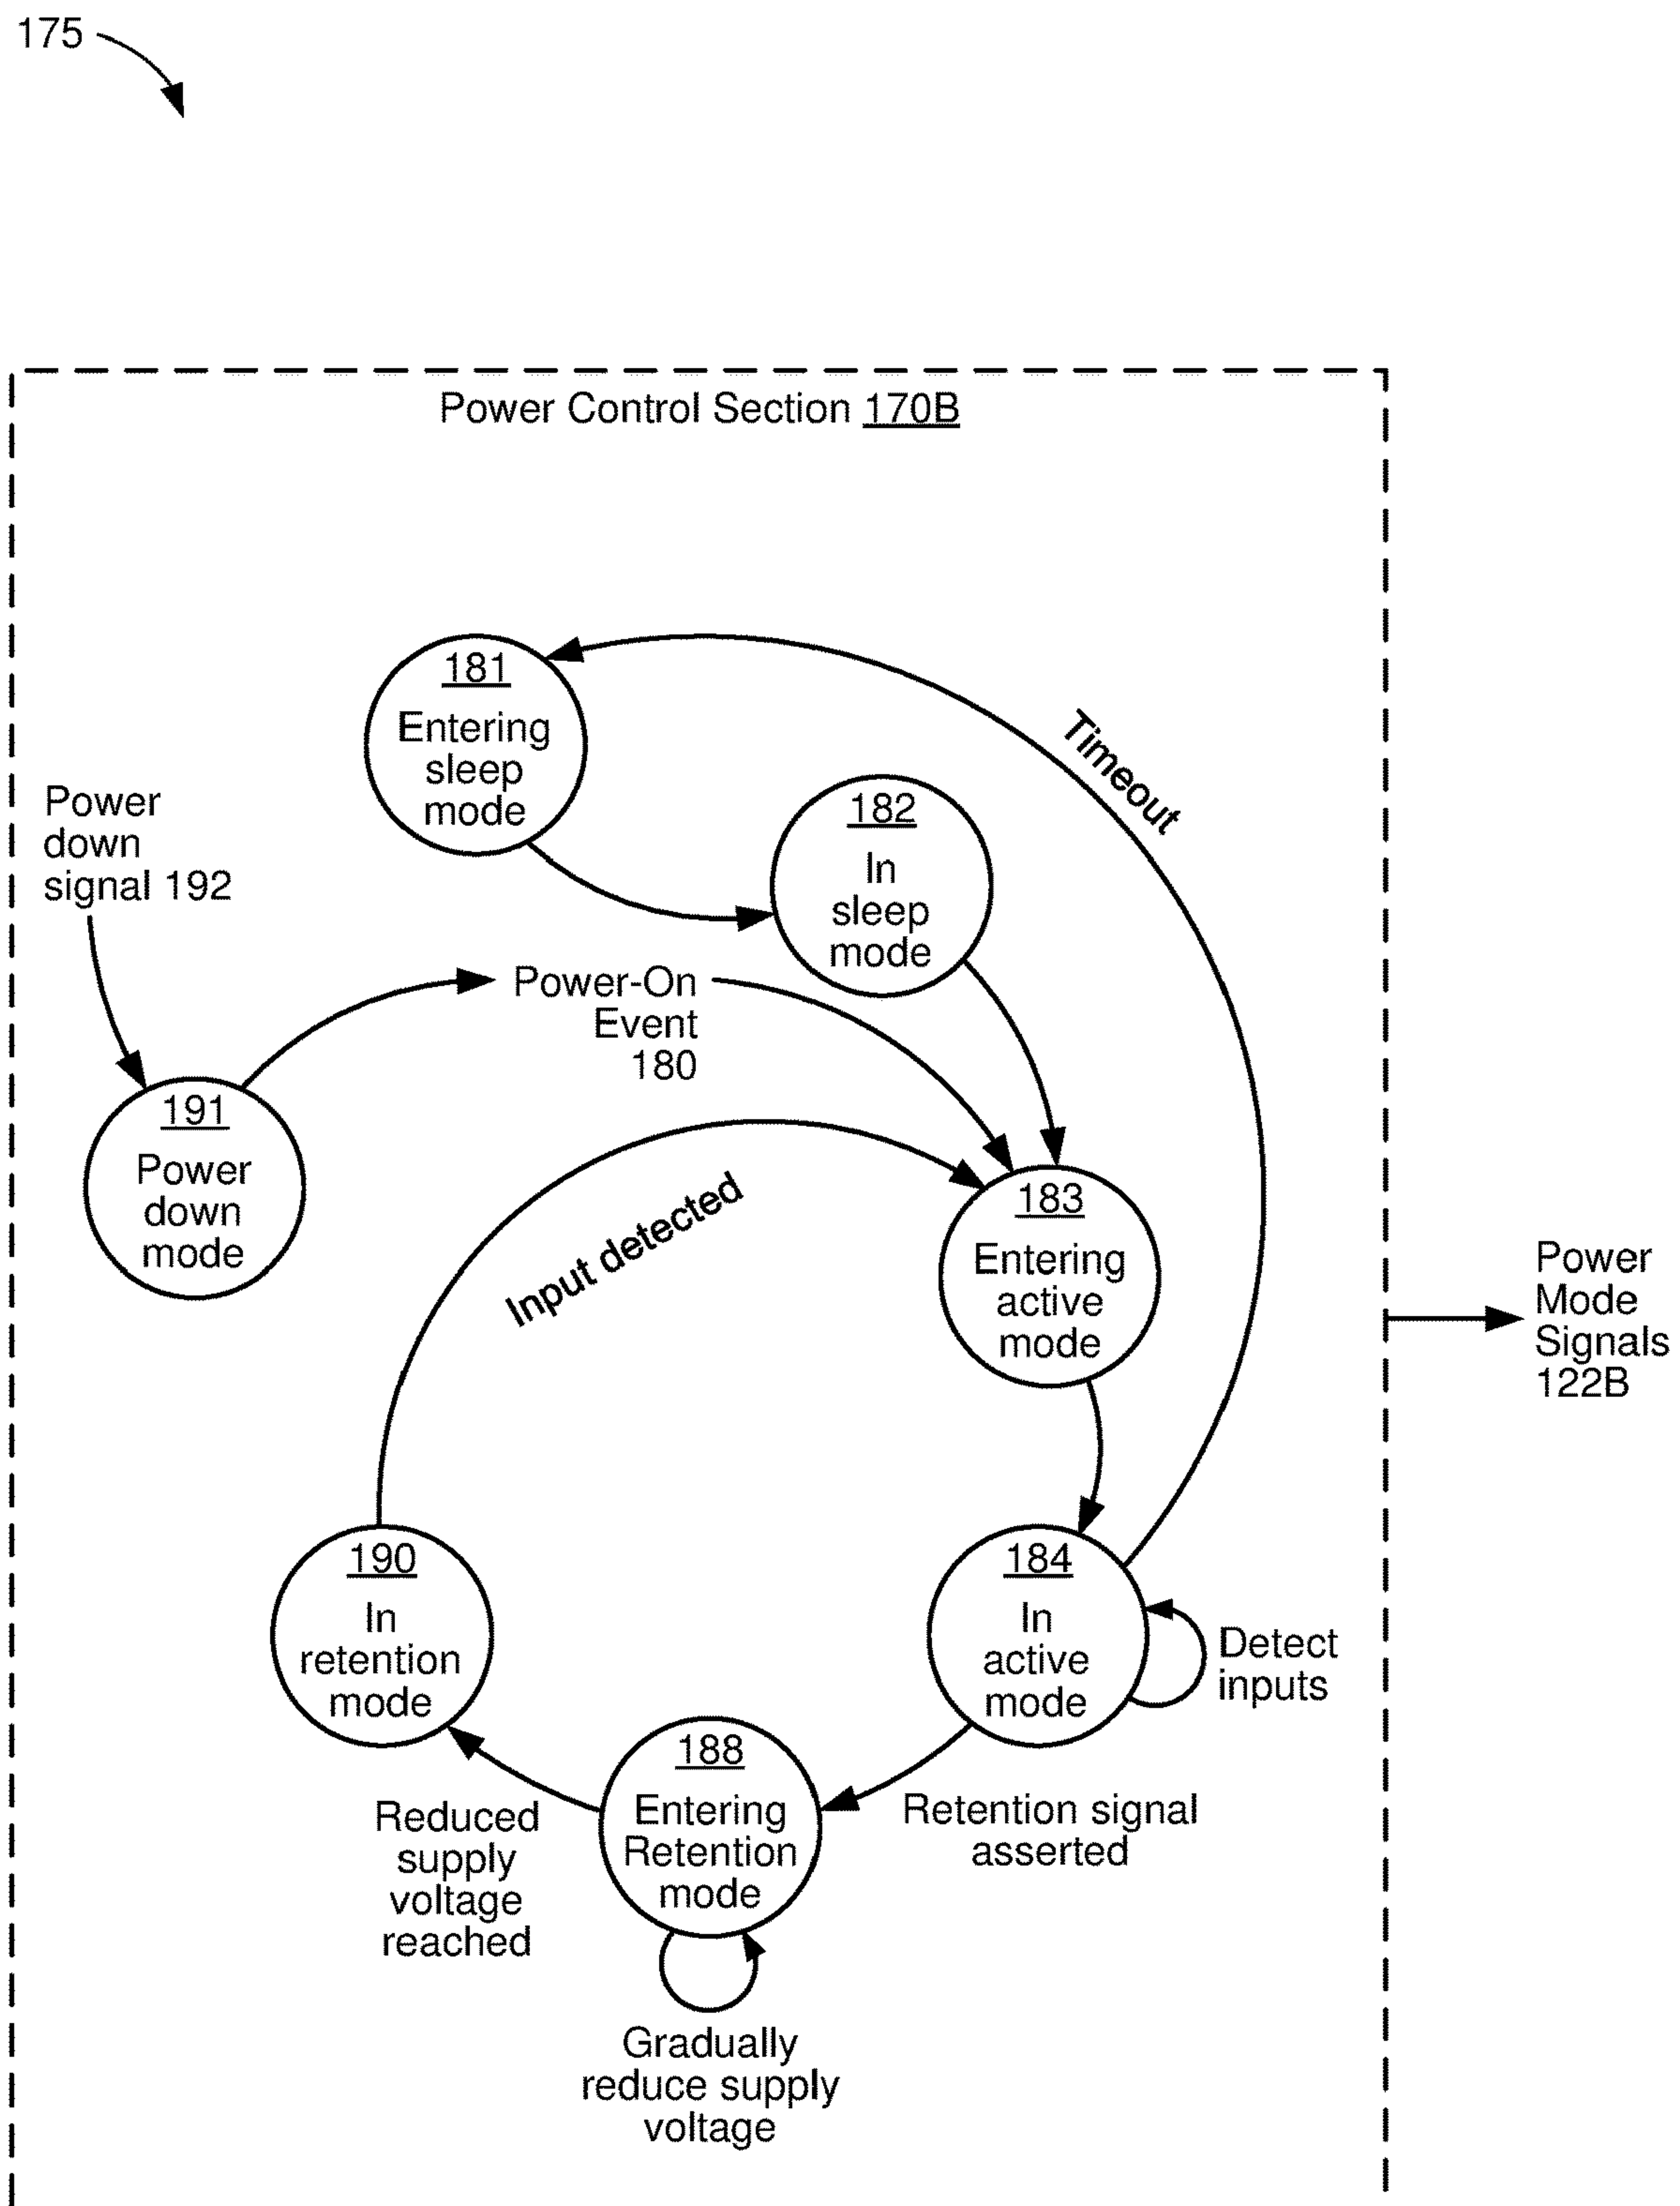 175
Power Control Section 170B
181
Entering
sleep
mode
Timeout
182
In
sleep
mode
Power
down
signal 192
Power-On
Event
180
191
Power
down
mode
Input detected
183
Entering
active
mode
Power
Mode
Signals
122B
190
In
retention
mode
184
In
active
mode
Detect
inputs
188
Entering
Retention
mode
Retention signal
asserted
Reduced
supply
voltage
reached
Gradually
reduce supply
voltage